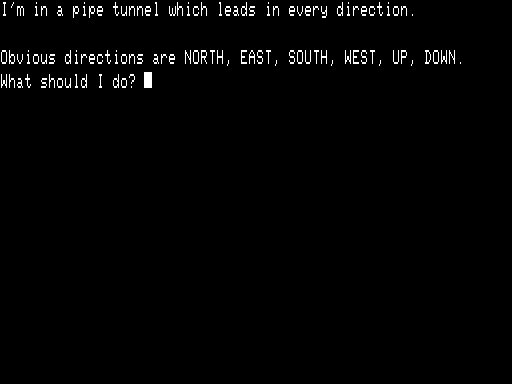 I'm in a pipe tunnel which leads in every direction.
Obvious directions are NORTH, EAST, SOUTH, WEST, UP, DOWN.
What should I do?